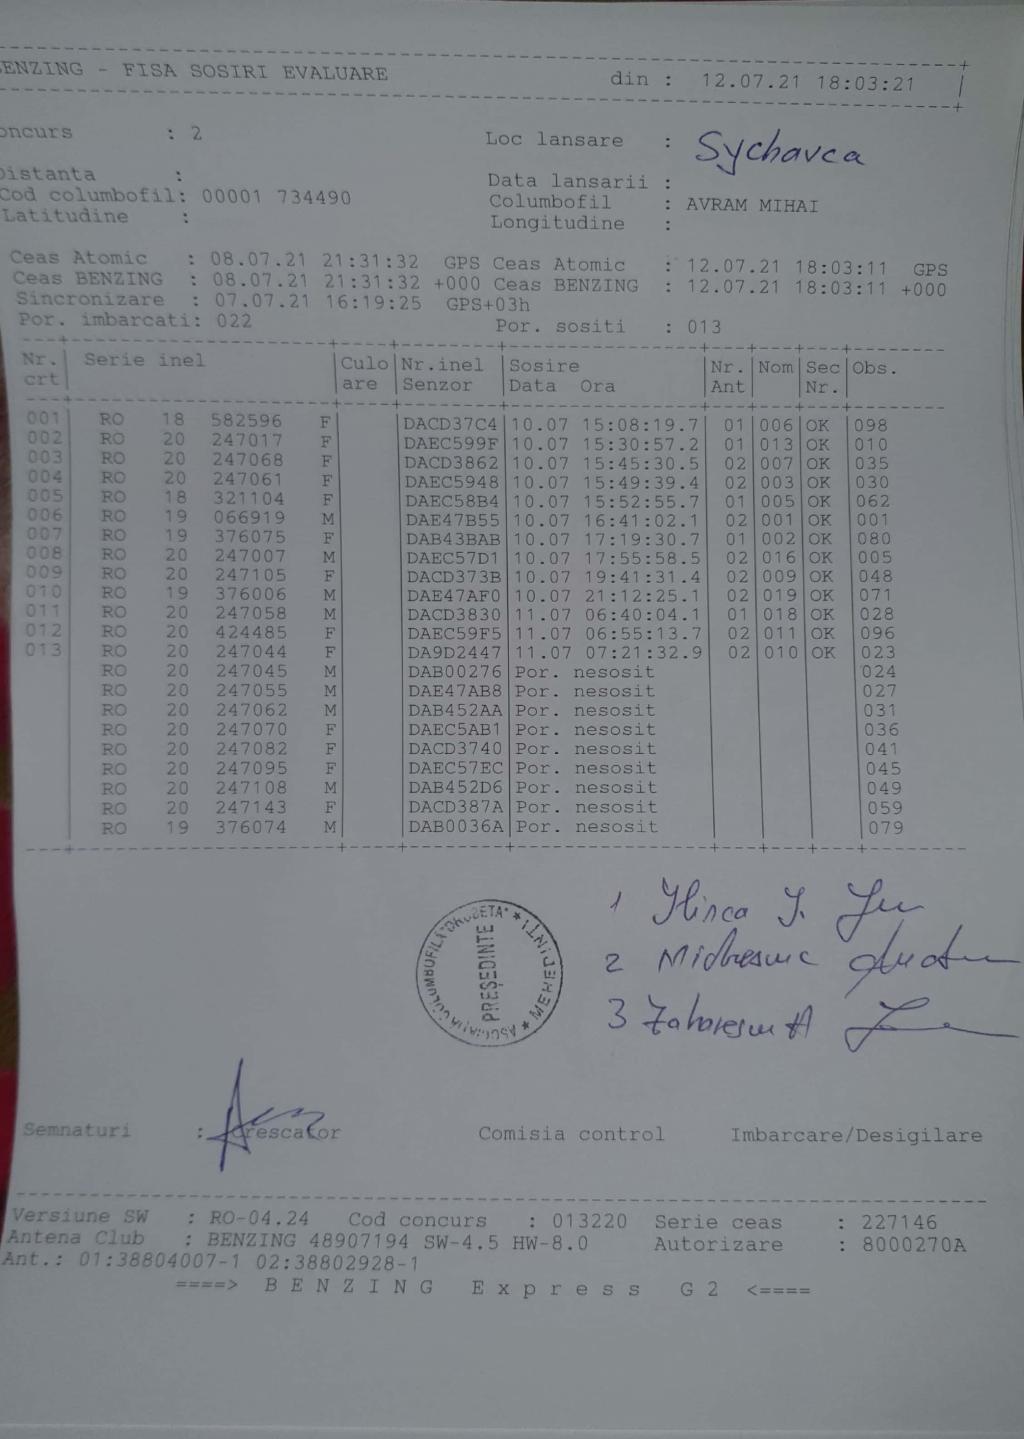 BENZING - FISA SOSIRI EVALUARE din : 12.07.21 18:03:21
oncurs : 2 Loc lansare : Sychavca
Distanta : Data lansarii :
Cod columbofil: 00001 734490 Columbofil : AVRAM MIHAI
Latitudine : Longitudine :
Ceas Atomic : 08.07.21 21:31:32 GPS Ceas Atomic : 12.07.21 18:03:11 GPS
Ceas BENZING : 08.07.21 21:31:32 +000 Ceas BENZING : 12.07.21 18:03:11 +000
Sincronizare : 07.07.21 16:19:25 GPS+03h
Por. imbarcati: 022 Por. sositi : 013
Nr. Serie inel Culo Nr.inel Sosire Nr. Nom Sec Obs.
crt are Senzor Data Ora Ant Nr.
001 RO 18 582596 F DACD37C4 10.07 15:08:19.7 01 006 OK 098
002 RO 20 247017 F DAEC599F 10.07 15:30:57.2 01 013 OK 010
003 RO 20 247068 F DACD3862 10.07 15:45:30.5 02 007 OK 035
004 RO 20 247061 F DAEC5948 10.07 15:49:39.4 02 003 OK 030
005 RO 18 321104 F DAEC58B4 10.07 15:52:55.7 01 005 OK 062
006 RO 19 066919 M DAE47B55 10.07 16:41:02.1 02 001 OK 001
007 RO 19 376075 F DAB43BAB 10.07 17:19:30.7 01 002 OK 080
008 RO 20 247007 M DAEC57D1 10.07 17:55:58.5 02 016 OK 005
009 RO 20 247105 F DACD373B 10.07 19:41:31.4 02 009 OK 048
010 RO 19 376006 M DAE47AF0 10.07 21:12:25.1 02 019 OK 071
011 RO 20 247058 M DACD3830 11.07 06:40:04.1 01 018 OK 028
012 RO 20 424485 F DAEC59F5 11.07 06:55:13.7 02 011 OK 096
013 RO 20 247044 F DA9D2447 11.07 07:21:32.9 02 010 OK 023
RO 20 247045 M DAB00276 Por. nesosit 024
RO 20 247055 M DAE47AB8 Por. nesosit 027
RO 20 247062 M DAB452AA Por. nesosit 031
RO 20 247070 F DAEC5AB1 Por. nesosit 036
RO 20 247082 F DACD3740 Por. nesosit 041
RO 20 247095 F DAEC57EC Por. nesosit 045
RO 20 247108 M DAB452D6 Por. nesosit 049
RO 20 247143 F DACD387A Por. nesosit 059
RO 19 376074 M DAB0036A Por. nesosit 079
ASOCIAȚIA COLUMBOFILĂ "DROBETA" * MEHEDINȚI *
PREȘEDINTE
1
2
3
Semnaturi : Crescator Comisia control Imbarcare/Desigilare
Versiune SW : RO-04.24 Cod concurs : 013220 Serie ceas : 227146
Antena Club : BENZING 48907194 SW-4.5 HW-8.0 Autorizare : 8000270A
Ant.: 01:38804007-1 02:38802928-1
====> B E N Z I N G E x p r e s s G 2 <====